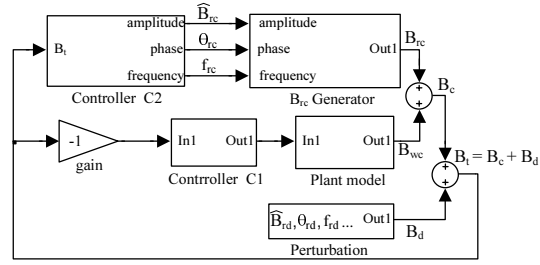 amplitude
B̂rc
amplitude
Bt
phase
θrc
phase
Out1
Brc
frequency
frc
frequency
Controller C2
Brc Generator
Bc
-1
gain
In1
Out1
Contrroller C1
In1
Out1
Plant model
Bwc
Bt = Bc + Bd
B̂rd, θrd, frd ...
Out1
Perturbation
Bd
+
+
+
+